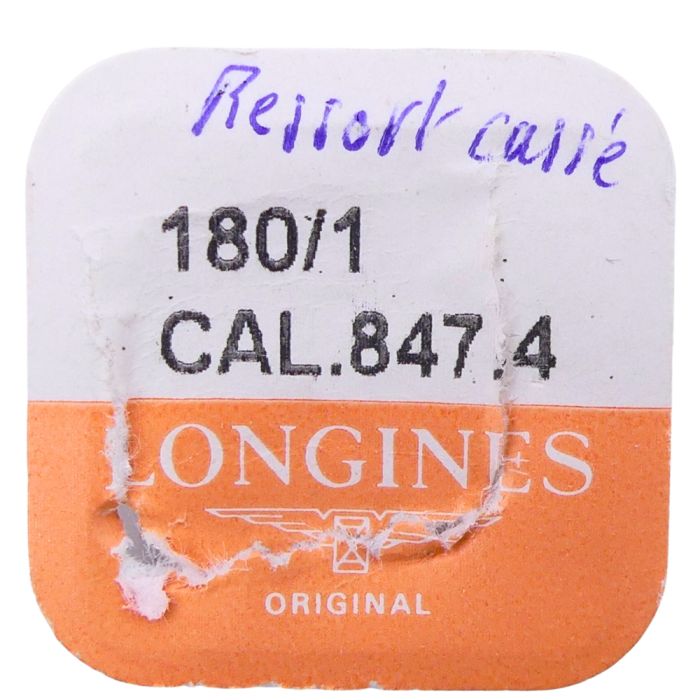 Ressort cassé
180/1
CAL.847.4
LONGINES
ORIGINAL